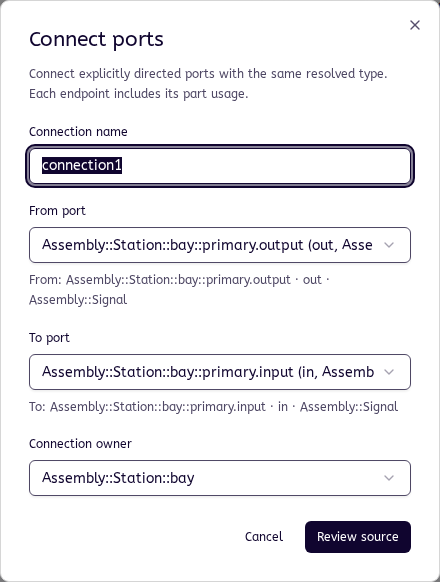 Connect ports
Connect explicitly directed ports with the same resolved type.
Each endpoint includes its part usage.
Connection name
connection1
From port
Assembly::Station::bay::primary.output (out, Asse
From: Assembly::Station::bay::primary.output · out ·
Assembly::Signal
To port
Assembly::Station::bay::primary.input (in, Assemb
To: Assembly::Station::bay::primary.input · in · Assembly::Signal
Connection owner
Assembly::Station::bay
Cancel
Review source